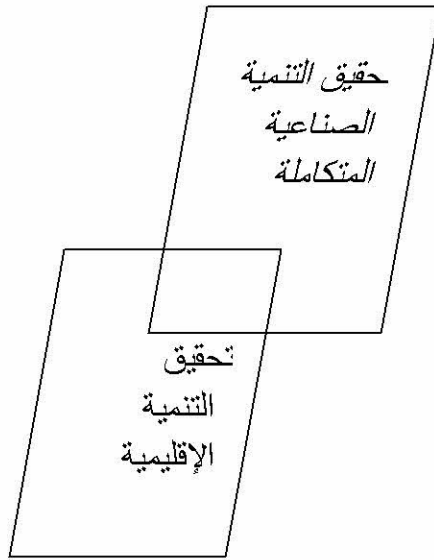 حقيق التنمية
الصناعية
المتكاملة
تحقيق
التنمية
الإقليمية